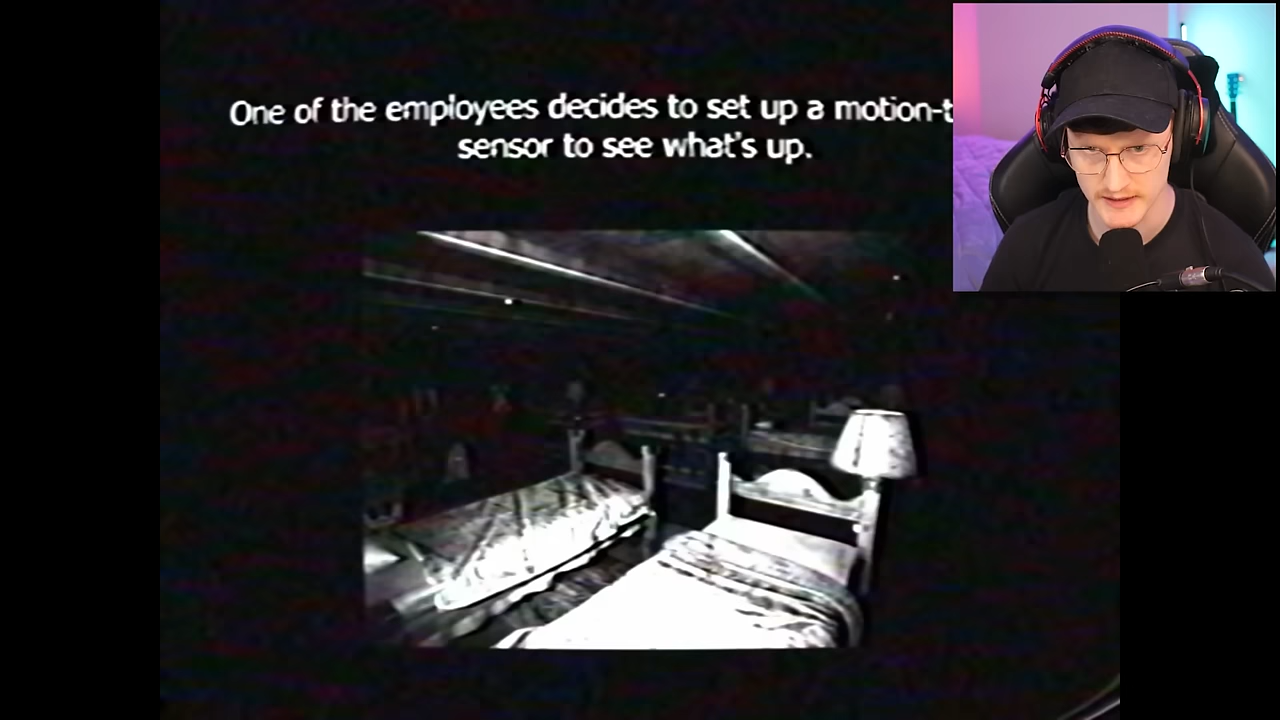 One of the employees decides to set up a motion-t
sensor to see what's up.